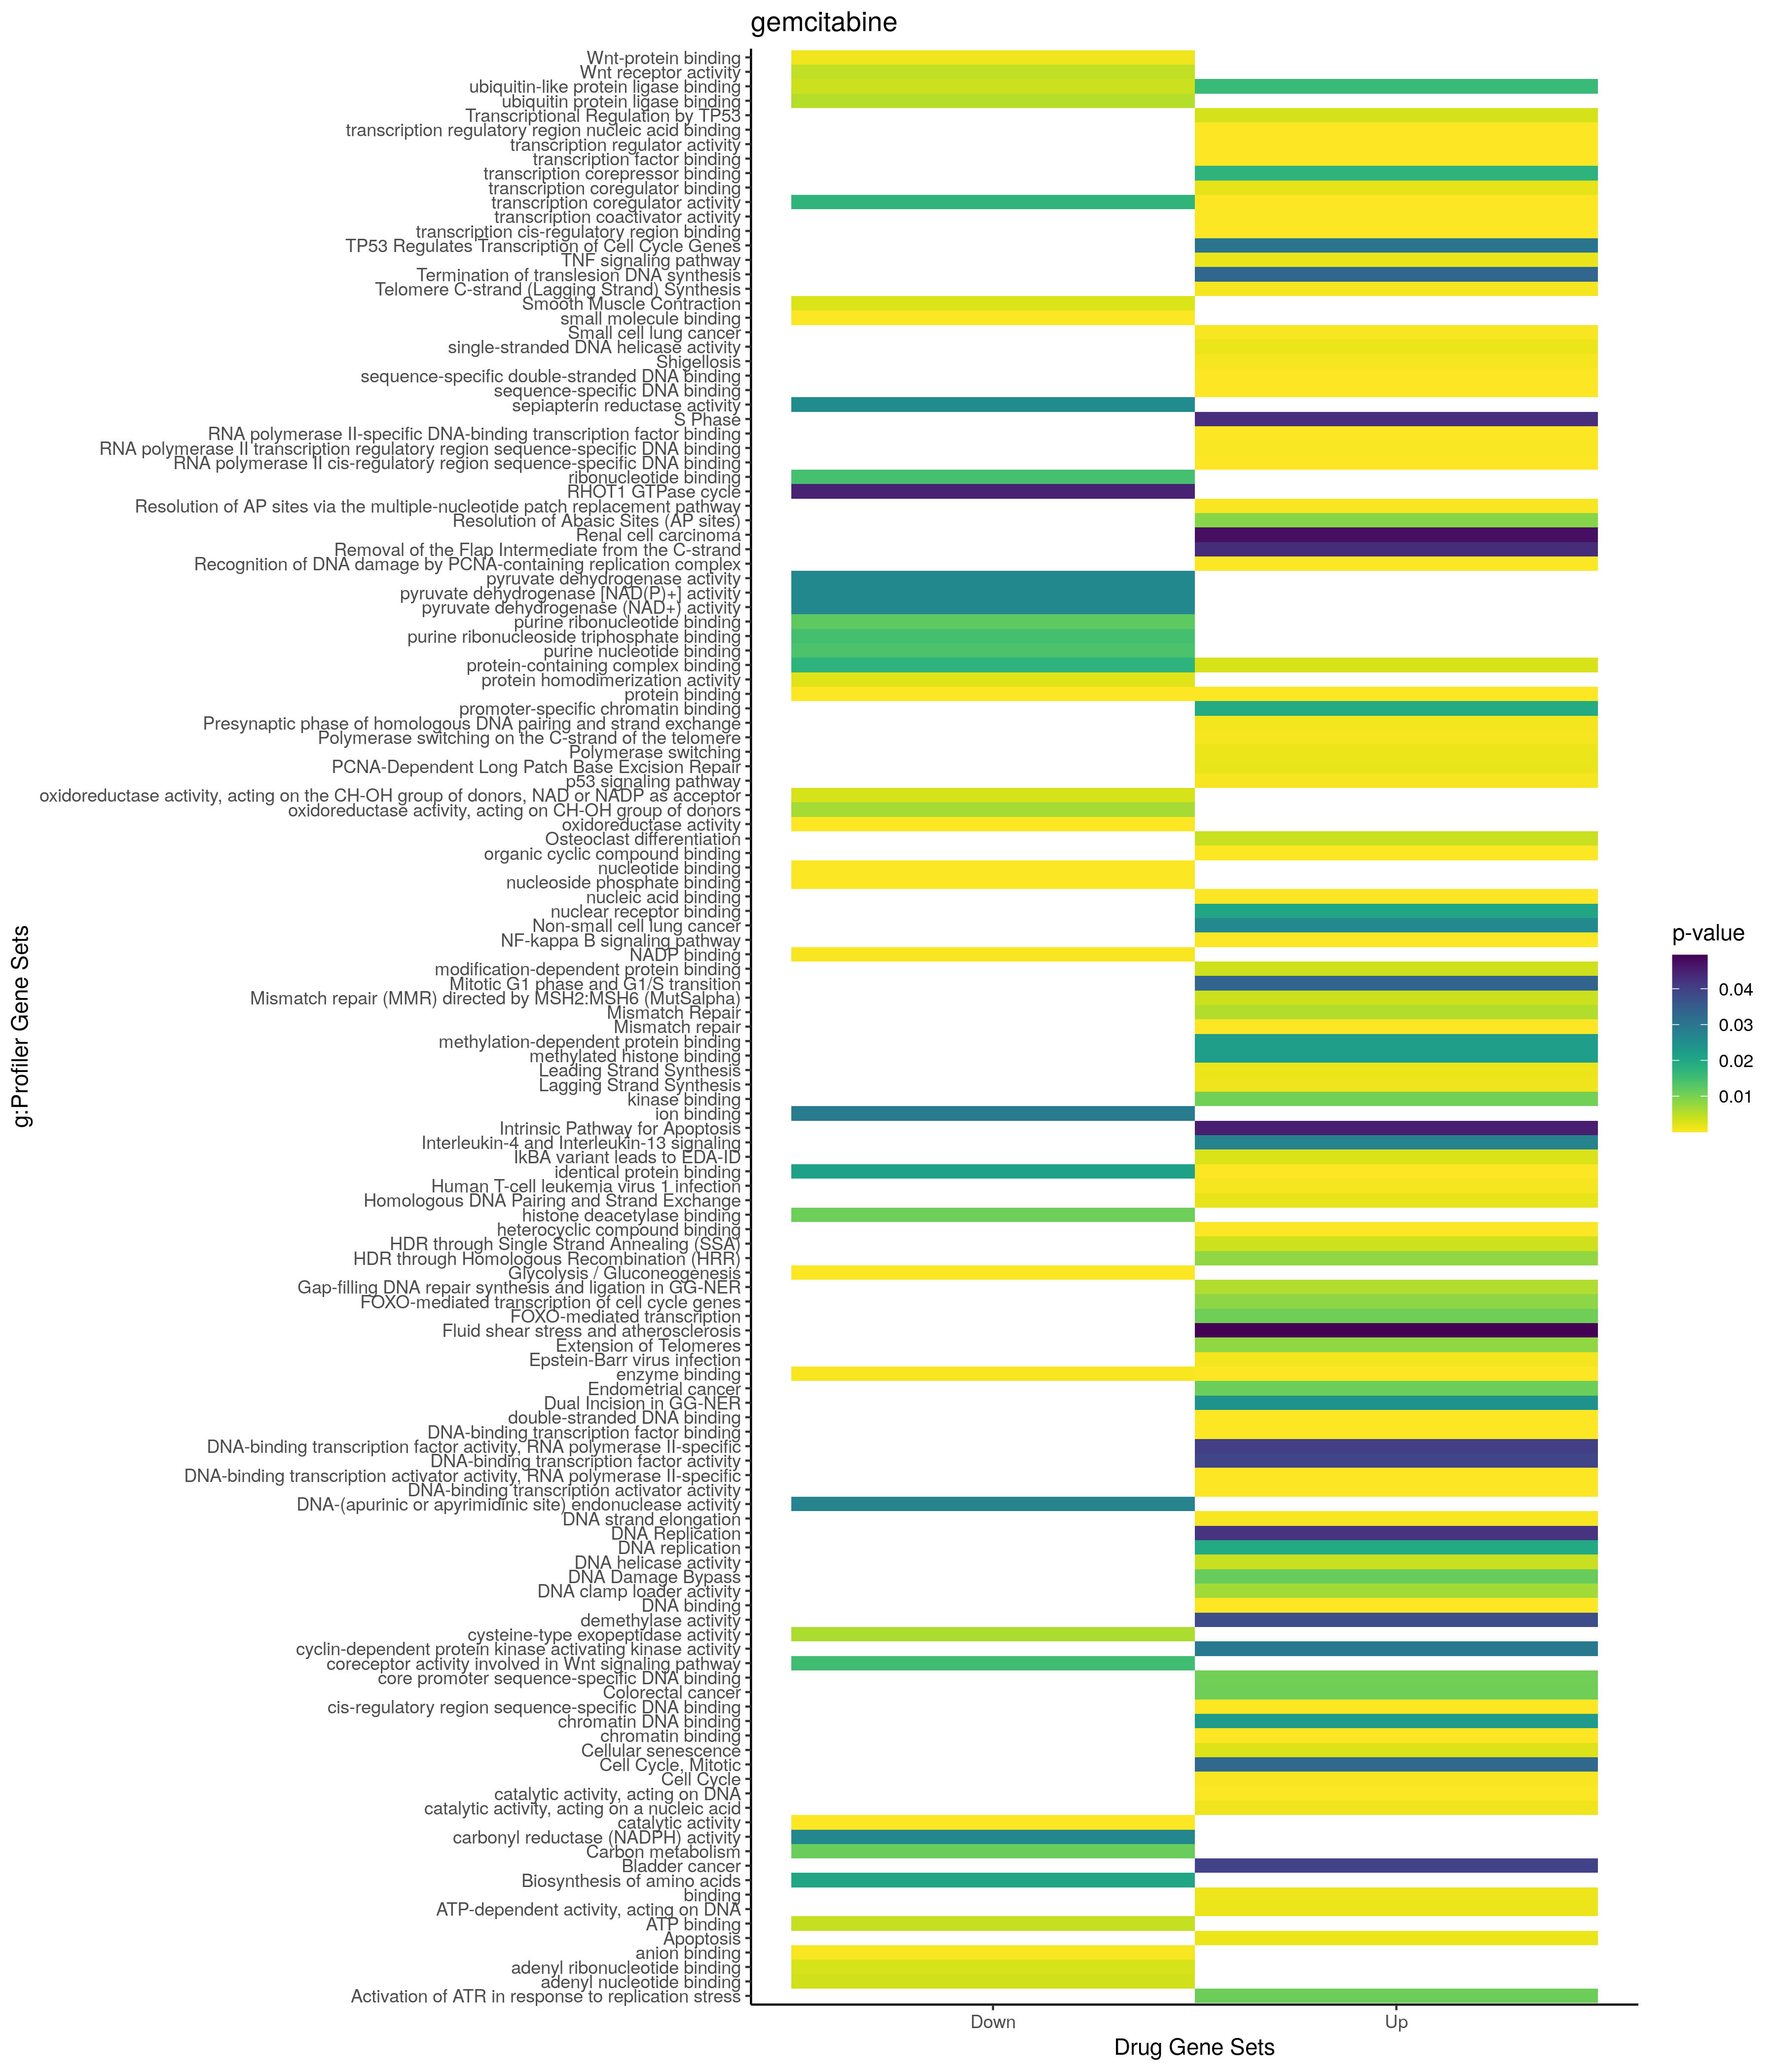 gemcitabine
Wnt-protein binding
Wnt receptor activity
ubiquitin-like protein ligase binding
ubiquitin protein ligase binding
Transcriptional Regulation by TP53
transcription regulatory region nucleic acid binding
transcription regulator activity
transcription factor binding
transcription corepressor binding
transcription coregulator binding
transcription coregulator activity
transcription coactivator activity
transcription cis-regulatory region binding
TP53 Regulates Transcription of Cell Cycle Genes
TNF signaling pathway
Termination of translesion DNA synthesis
Telomere C-strand (Lagging Strand) Synthesis
Smooth Muscle Contraction
small molecule binding
Small cell lung cancer
single-stranded DNA helicase activity
Shigellosis
sequence-specific double-stranded DNA binding
sequence-specific DNA binding
sepiapterin reductase activity
S Phase
RNA polymerase II-specific DNA-binding transcription factor binding
RNA polymerase II transcription regulatory region sequence-specific DNA binding
RNA polymerase II cis-regulatory region sequence-specific DNA binding
ribonucleotide binding
RHOT1 GTPase cycle
Resolution of AP sites via the multiple-nucleotide patch replacement pathway
Resolution of Abasic Sites (AP sites)
Renal cell carcinoma
Removal of the Flap Intermediate from the C-strand
Recognition of DNA damage by PCNA-containing replication complex
pyruvate dehydrogenase activity
pyruvate dehydrogenase [NAD(P)+] activity
pyruvate dehydrogenase (NAD+) activity
purine ribonucleotide binding
purine ribonucleoside triphosphate binding
purine nucleotide binding
protein-containing complex binding
protein homodimerization activity
protein binding
promoter-specific chromatin binding
Presynaptic phase of homologous DNA pairing and strand exchange
Polymerase switching on the C-strand of the telomere
Polymerase switching
PCNA-Dependent Long Patch Base Excision Repair
p53 signaling pathway
oxidoreductase activity, acting on the CH-OH group of donors, NAD or NADP as acceptor
oxidoreductase activity, acting on CH-OH group of donors
oxidoreductase activity
Osteoclast differentiation
organic cyclic compound binding
nucleotide binding
nucleoside phosphate binding
nucleic acid binding
nuclear receptor binding
Non-small cell lung cancer
NF-kappa B signaling pathway
NADP binding
modification-dependent protein binding
Mitotic G1 phase and G1/S transition
Mismatch repair (MMR) directed by MSH2:MSH6 (MutSalpha)
Mismatch Repair
Mismatch repair
methylation-dependent protein binding
methylated histone binding
Leading Strand Synthesis
Lagging Strand Synthesis
kinase binding
ion binding
Intrinsic Pathway for Apoptosis
Interleukin-4 and Interleukin-13 signaling
IkBA variant leads to EDA-ID
identical protein binding
Human T-cell leukemia virus 1 infection
Homologous DNA Pairing and Strand Exchange
histone deacetylase binding
heterocyclic compound binding
HDR through Single Strand Annealing (SSA)
HDR through Homologous Recombination (HRR)
Glycolysis / Gluconeogenesis
Gap-filling DNA repair synthesis and ligation in GG-NER
FOXO-mediated transcription of cell cycle genes
FOXO-mediated transcription
Fluid shear stress and atherosclerosis
Extension of Telomeres
Epstein-Barr virus infection
enzyme binding
Endometrial cancer
Dual Incision in GG-NER
double-stranded DNA binding
DNA-binding transcription factor binding
DNA-binding transcription factor activity, RNA polymerase II-specific
DNA-binding transcription factor activity
DNA-binding transcription activator activity, RNA polymerase II-specific
DNA-binding transcription activator activity
DNA-(apurinic or apyrimidinic site) endonuclease activity
DNA strand elongation
DNA Replication
DNA replication
DNA helicase activity
DNA Damage Bypass
DNA clamp loader activity
DNA binding
demethylase activity
cysteine-type exopeptidase activity
cyclin-dependent protein kinase activating kinase activity
coreceptor activity involved in Wnt signaling pathway
core promoter sequence-specific DNA binding
Colorectal cancer
cis-regulatory region sequence-specific DNA binding
chromatin DNA binding
chromatin binding
Cellular senescence
Cell Cycle, Mitotic
Cell Cycle
catalytic activity, acting on DNA
catalytic activity, acting on a nucleic acid
catalytic activity
carbonyl reductase (NADPH) activity
Carbon metabolism
Bladder cancer
Biosynthesis of amino acids
binding
ATP-dependent activity, acting on DNA
ATP binding
Apoptosis
anion binding
adenyl ribonucleotide binding
adenyl nucleotide binding
Activation of ATR in response to replication stress
g:Profiler Gene Sets
Down
Up
Drug Gene Sets
p-value
0.04
0.03
0.02
0.01